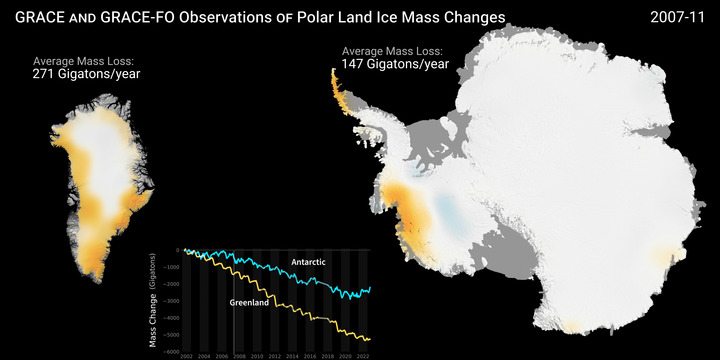 GRACE AND GRACE-FO Observations OF Polar Land Ice Mass Changes
2007-11
Average Mass Loss:
271 Gigatons/year
Average Mass Loss:
147 Gigatons/year
Mass Change (Gigatons)
0
−1000
−2000
−3000
−4000
−5000
−6000
Antarctic
Greenland
2002 2004 2006 2008 2010 2012 2014 2016 2018 2020 2022